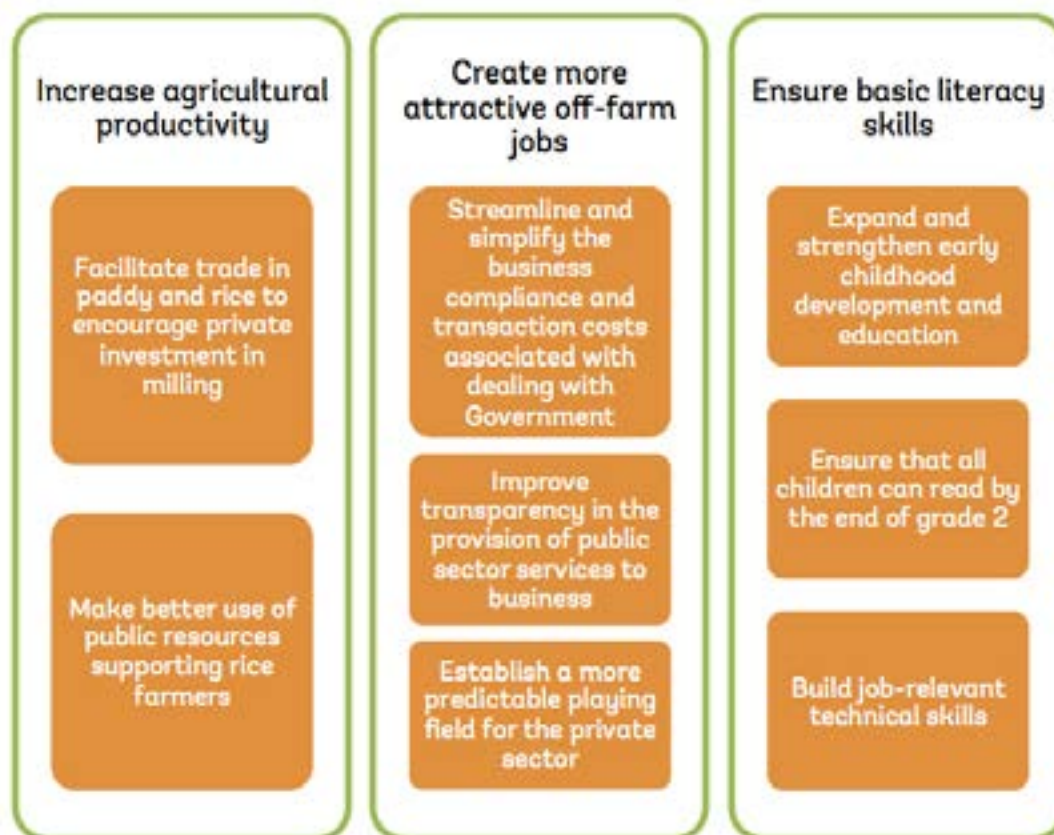 Increase agricultural
productivity
Facilitate trade in
paddy and rice to
encourage private
investment in
milling
Make better use of
public resources
supporting rice
farmers
Create more
attractive off-farm
jobs
Streamline and
simplify the
business
compliance and
transaction costs
associated with
dealing with
Government
Improve
transparency in the
provision of public
sector services to
business
Establish a more
predictable playing
field for the private
sector
Ensure basic literacy
skills
Expand and
strengthen early
childhood
development and
education
Ensure that all
children can read by
the end of grade 2
Build job-relevant
technical skills